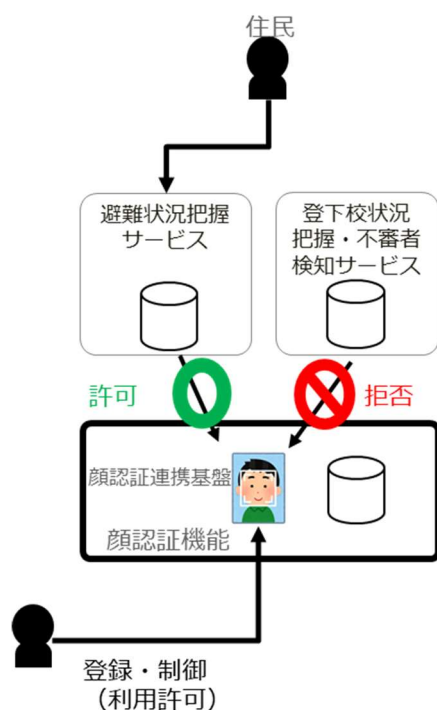 住民
避難状況把握
サービス
登下校状況
把握・不審者
検知サービス
許可
拒否
顔認証連携基盤
顔認証機能
登録・制御
（利用許可）